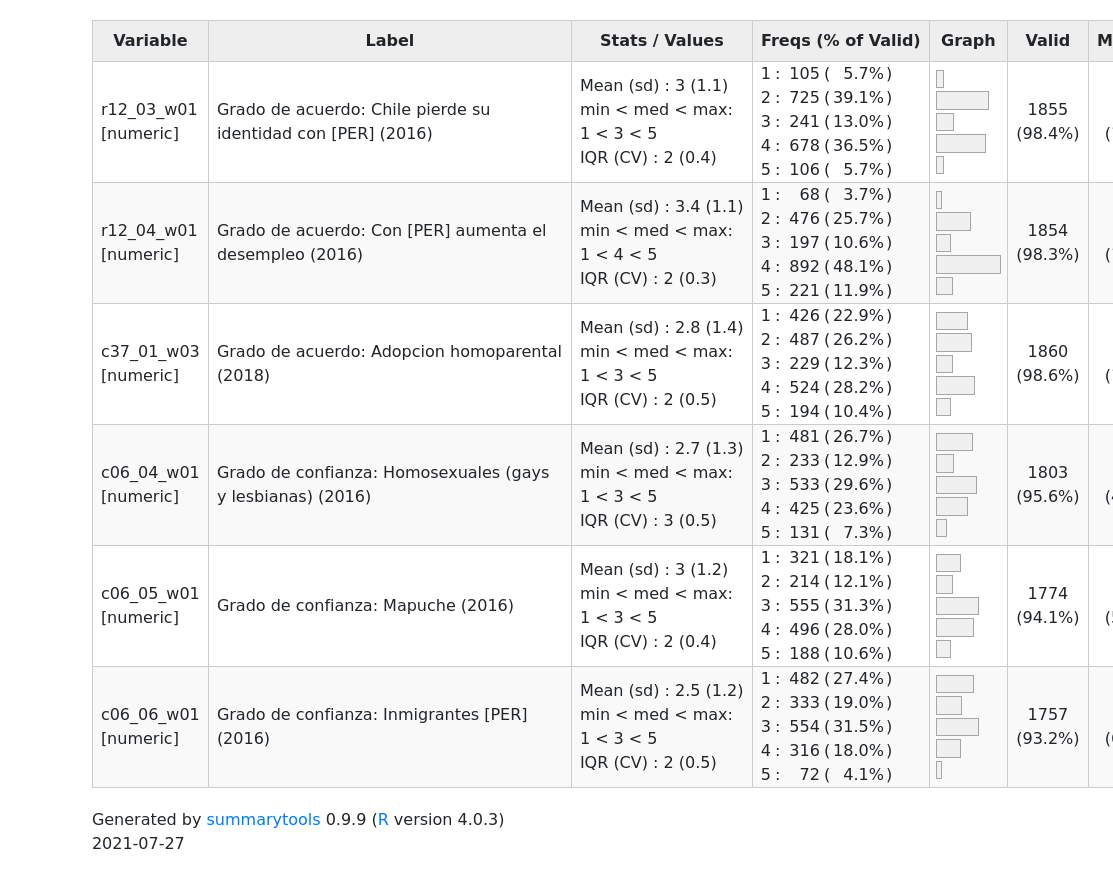 Variable Label Stats / Values Freqs (% of Valid) Graph Valid M
r12_03_w01
[numeric]
Grado de acuerdo: Chile pierde su
identidad con [PER] (2016)
Mean (sd) : 3 (1.1)
min < med < max:
1 < 3 < 5
IQR (CV) : 2 (0.4)
1 : 105 ( 5.7% )
2 : 725 ( 39.1% )
3 : 241 ( 13.0% )
4 : 678 ( 36.5% )
5 : 106 ( 5.7% )
1855
(98.4%)
r12_04_w01
[numeric]
Grado de acuerdo: Con [PER] aumenta el
desempleo (2016)
Mean (sd) : 3.4 (1.1)
min < med < max:
1 < 4 < 5
IQR (CV) : 2 (0.3)
1 : 68 ( 3.7% )
2 : 476 ( 25.7% )
3 : 197 ( 10.6% )
4 : 892 ( 48.1% )
5 : 221 ( 11.9% )
1854
(98.3%)
c37_01_w03
[numeric]
Grado de acuerdo: Adopcion homoparental
(2018)
Mean (sd) : 2.8 (1.4)
min < med < max:
1 < 3 < 5
IQR (CV) : 2 (0.5)
1 : 426 ( 22.9% )
2 : 487 ( 26.2% )
3 : 229 ( 12.3% )
4 : 524 ( 28.2% )
5 : 194 ( 10.4% )
1860
(98.6%)
c06_04_w01
[numeric]
Grado de confianza: Homosexuales (gays
y lesbianas) (2016)
Mean (sd) : 2.7 (1.3)
min < med < max:
1 < 3 < 5
IQR (CV) : 3 (0.5)
1 : 481 ( 26.7% )
2 : 233 ( 12.9% )
3 : 533 ( 29.6% )
4 : 425 ( 23.6% )
5 : 131 ( 7.3% )
1803
(95.6%)
c06_05_w01
[numeric]
Grado de confianza: Mapuche (2016)
Mean (sd) : 3 (1.2)
min < med < max:
1 < 3 < 5
IQR (CV) : 2 (0.4)
1 : 321 ( 18.1% )
2 : 214 ( 12.1% )
3 : 555 ( 31.3% )
4 : 496 ( 28.0% )
5 : 188 ( 10.6% )
1774
(94.1%)
c06_06_w01
[numeric]
Grado de confianza: Inmigrantes [PER]
(2016)
Mean (sd) : 2.5 (1.2)
min < med < max:
1 < 3 < 5
IQR (CV) : 2 (0.5)
1 : 482 ( 27.4% )
2 : 333 ( 19.0% )
3 : 554 ( 31.5% )
4 : 316 ( 18.0% )
5 : 72 ( 4.1% )
1757
(93.2%)
Generated by summarytools 0.9.9 (R version 4.0.3)
2021-07-27